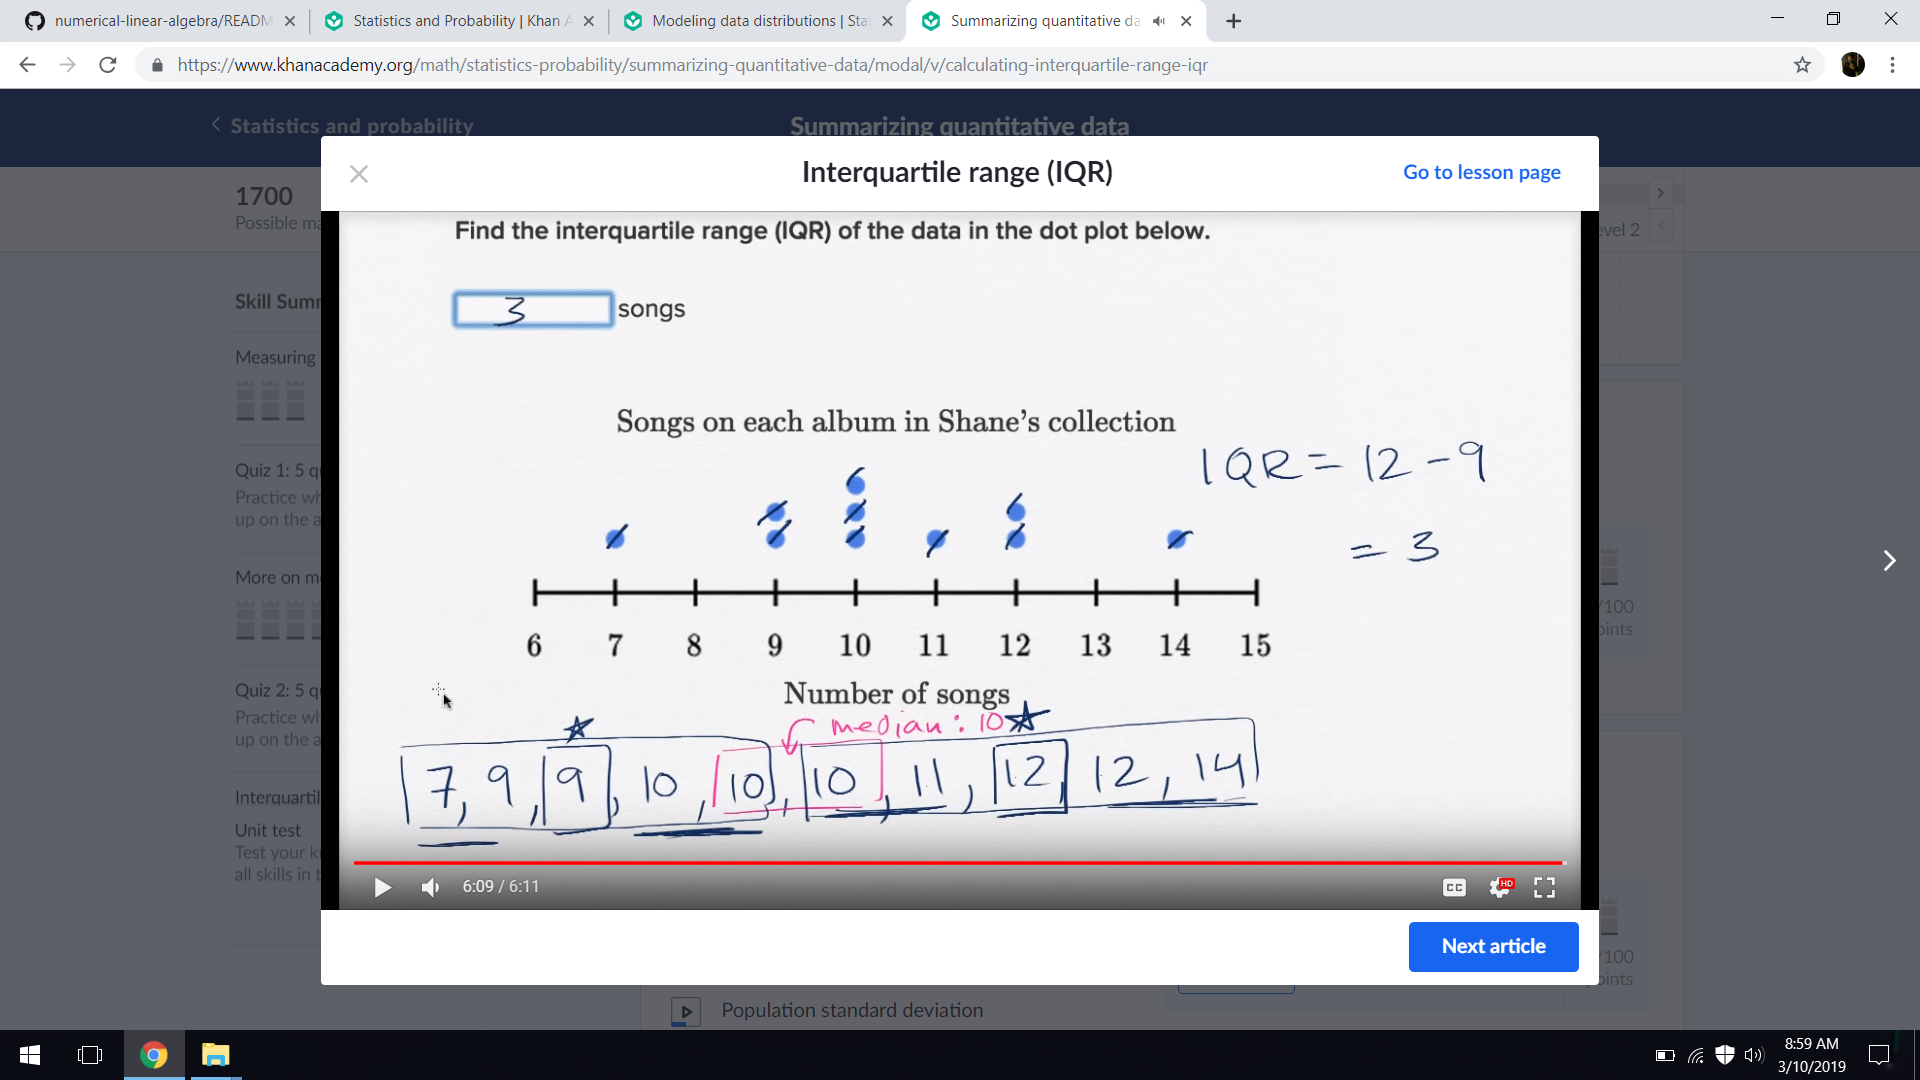 numerical-linear-algebra/READM
Statistics and Probability | Khan A
Modeling data distributions | Stat
Summarizing quantitative da
https://www.khanacademy.org/math/statistics-probability/summarizing-quantitative-data/modal/v/calculating-interquartile-range-iqr
Statistics and probability
Summarizing quantitative data
Interquartile range (IQR)
Go to lesson page
1700
Possible ma
evel 2
Find the interquartile range (IQR) of the data in the dot plot below.
3 songs
Skill Summ
Measuring
Songs on each album in Shane's collection
IQR = 12 - 9
= 3
Quiz 1: 5 qu
Practice wh
up on the a
More on m
/100
oints
6 7 8 9 10 11 12 13 14 15
Number of songs
median: 10
7, 9, 9, 10, 10, 10, 11, 12, 12, 14
Quiz 2: 5 qu
Practice wh
up on the a
Interquartil
Unit test
Test your k
all skills in t
6:09 / 6:11
CC
HD
Next article
/100
oints
Population standard deviation
8:59 AM
3/10/2019